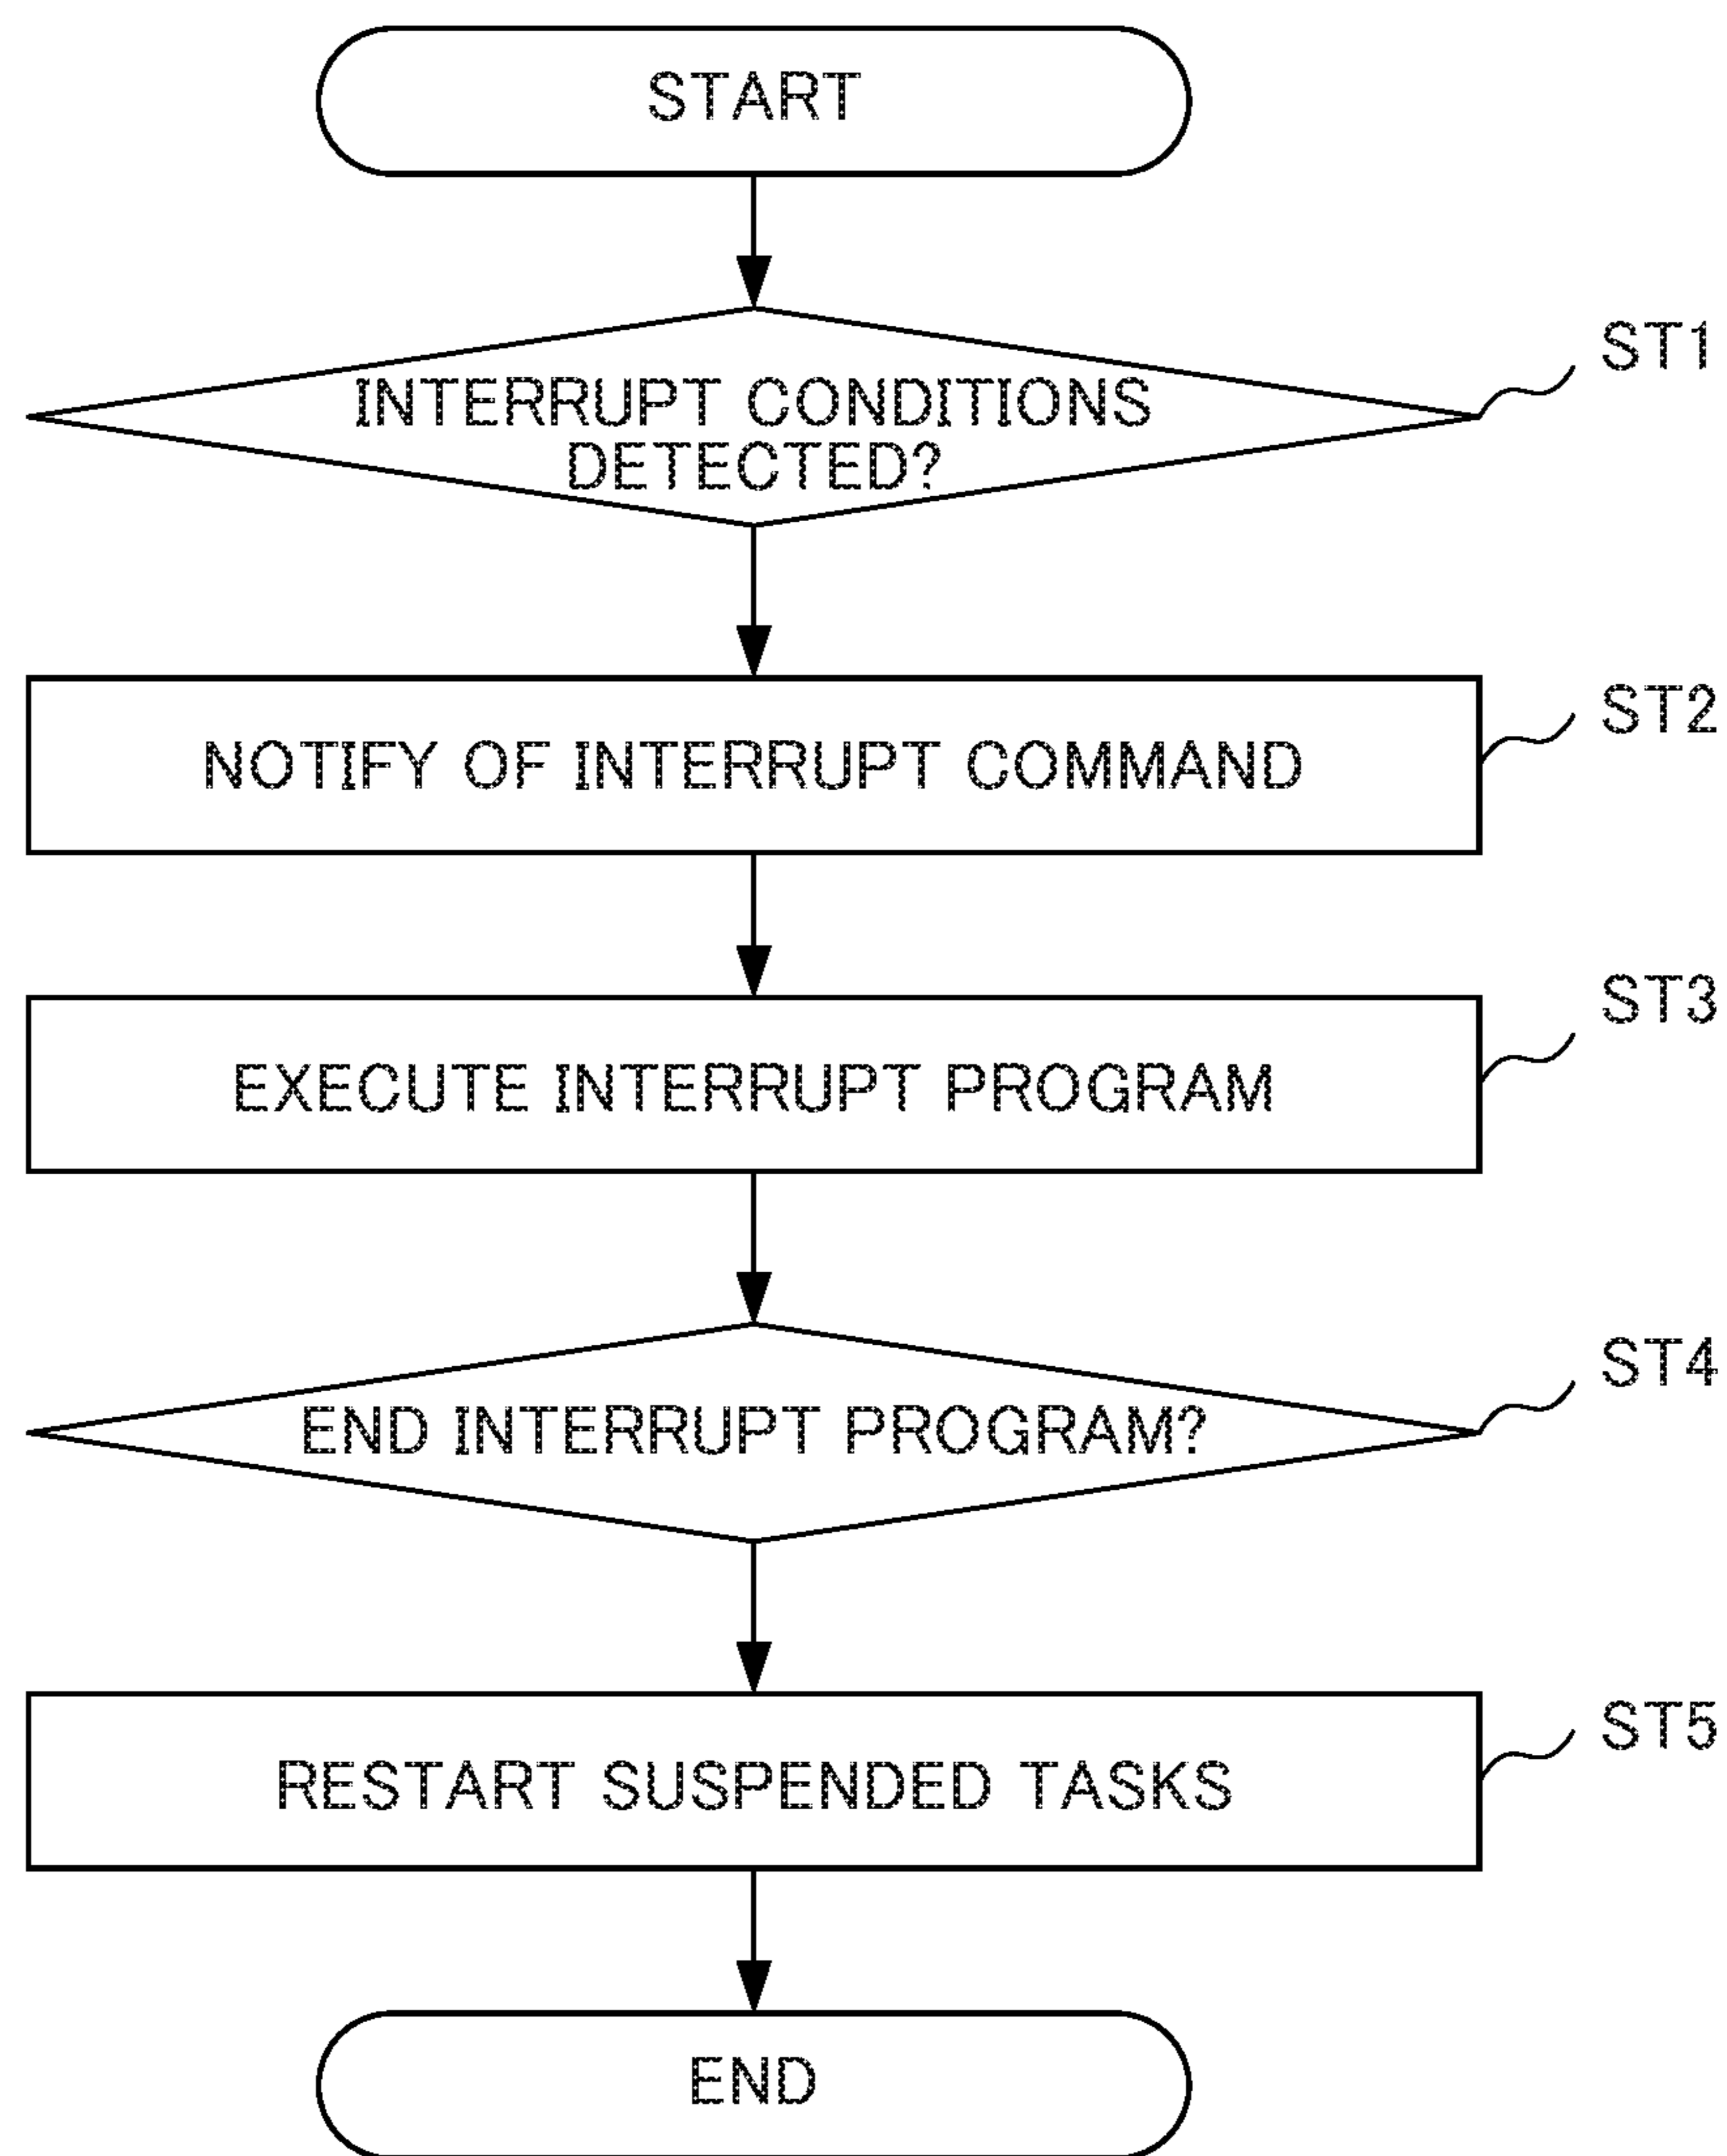 START
INTERRUPT CONDITIONS
DETECTED?
ST1
NOTIFY OF INTERRUPT COMMAND
ST2
EXECUTE INTERRUPT PROGRAM
ST3
END INTERRUPT PROGRAM?
ST4
RESTART SUSPENDED TASKS
ST5
END